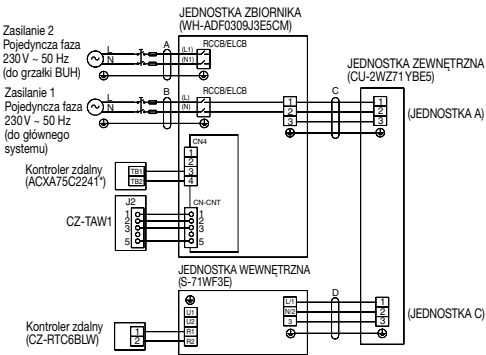 JEDNOSTKA ZBIORNIKA
(WH-ADF0309J3E5CM)
Zasilanie 2
Pojedyncza faza
230 V ~ 50 Hz
(do grzałki BUH)
L
N
A
(L1)
(N1)
RCCB/ELCB
Zasilanie 1
Pojedyncza faza
230 V ~ 50 Hz
(do głównego
systemu)
L
N
B
(L)
(N)
RCCB/ELCB
1
2
3
C
JEDNOSTKA ZEWNĘTRZNA
(CU-2WZ71YBE5)
1
2
3
(JEDNOSTKA A)
CN4
1
2
3
4
Kontroler zdalny
(ACXA75C2241*)
TB1
TB2
J2
CZ-TAW1
1
2
3
5
CN-CNT
1
2
3
5
JEDNOSTKA WEWNĘTRZNA
(S-71WF3E)
U1
U2
R1
R2
L/1
N/2
3
D
1
2
3
(JEDNOSTKA C)
Kontroler zdalny
(CZ-RTC6BLW)
1
2